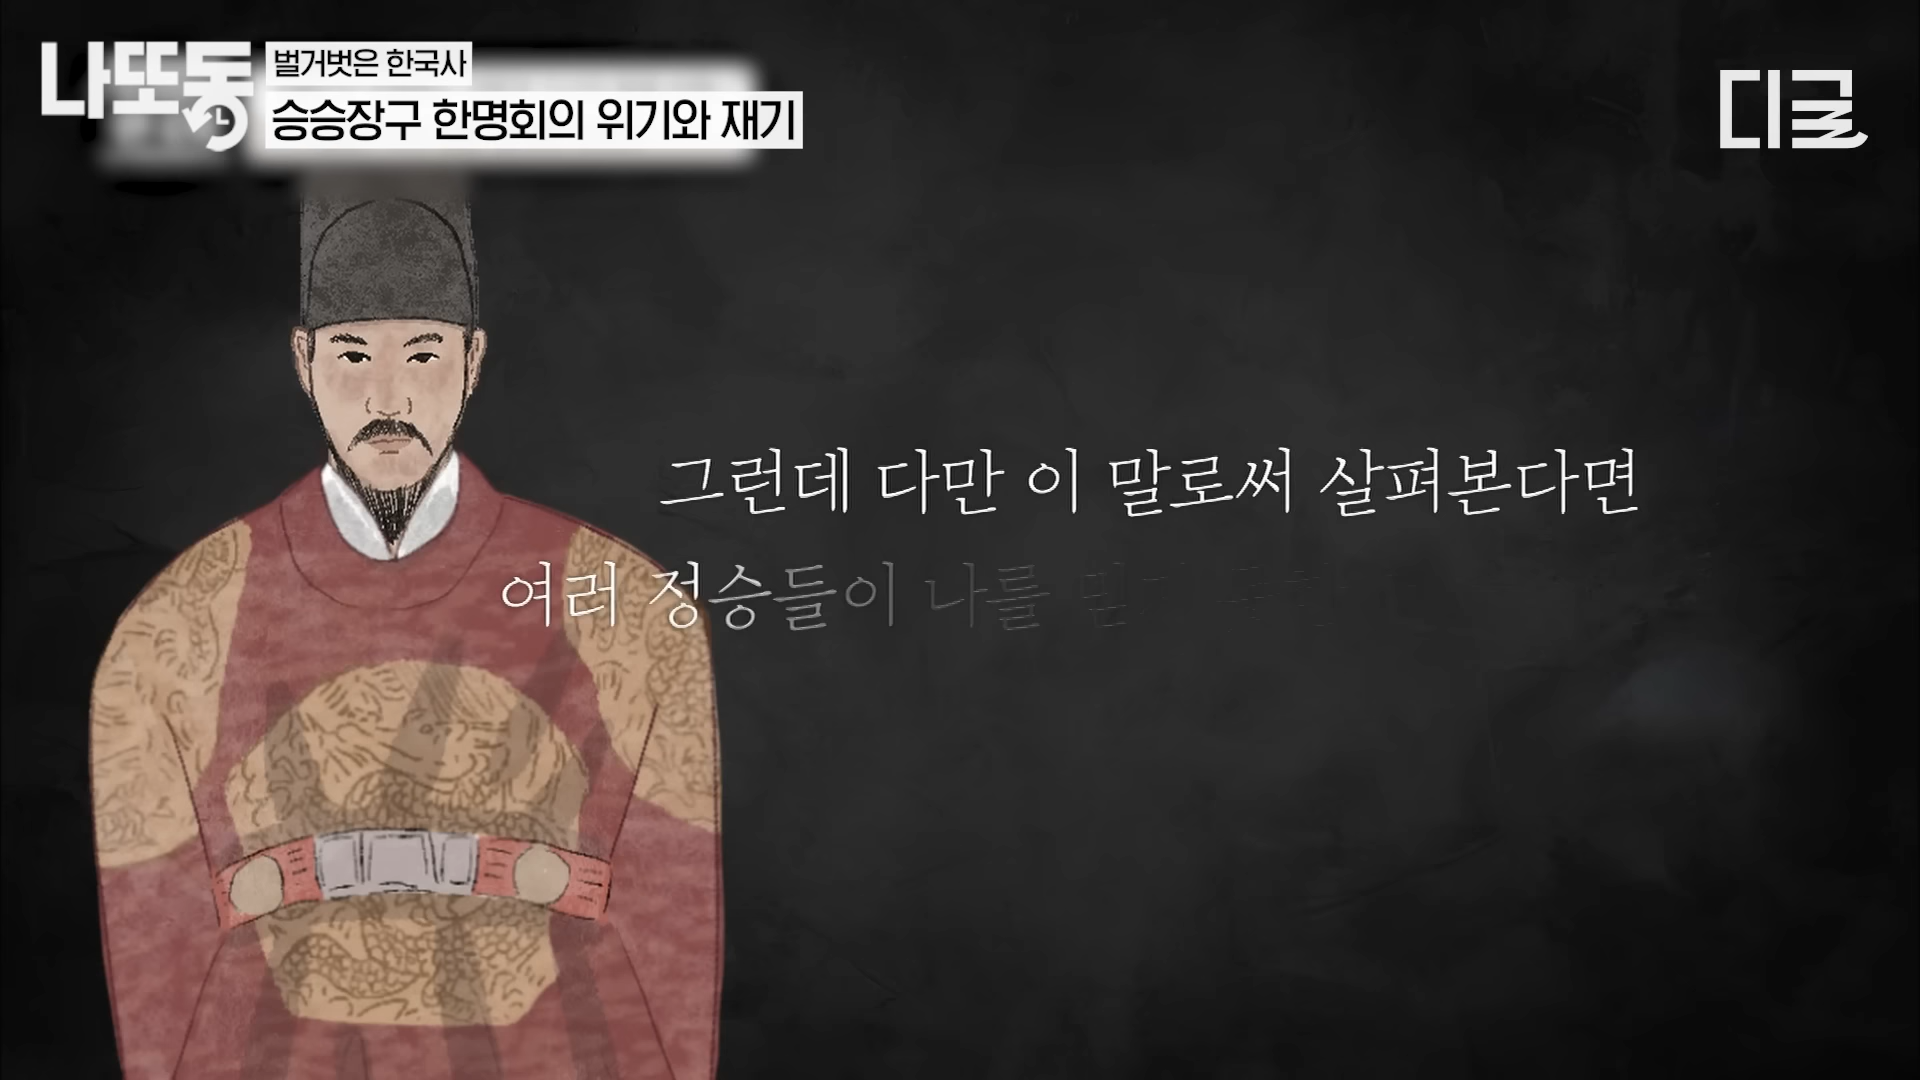 나또동
벌거벗은 한국사
승승장구 한명회의 위기와 재기
디글
그런데 다만 이 말로써 살펴본다면
여러 정승들이 나를